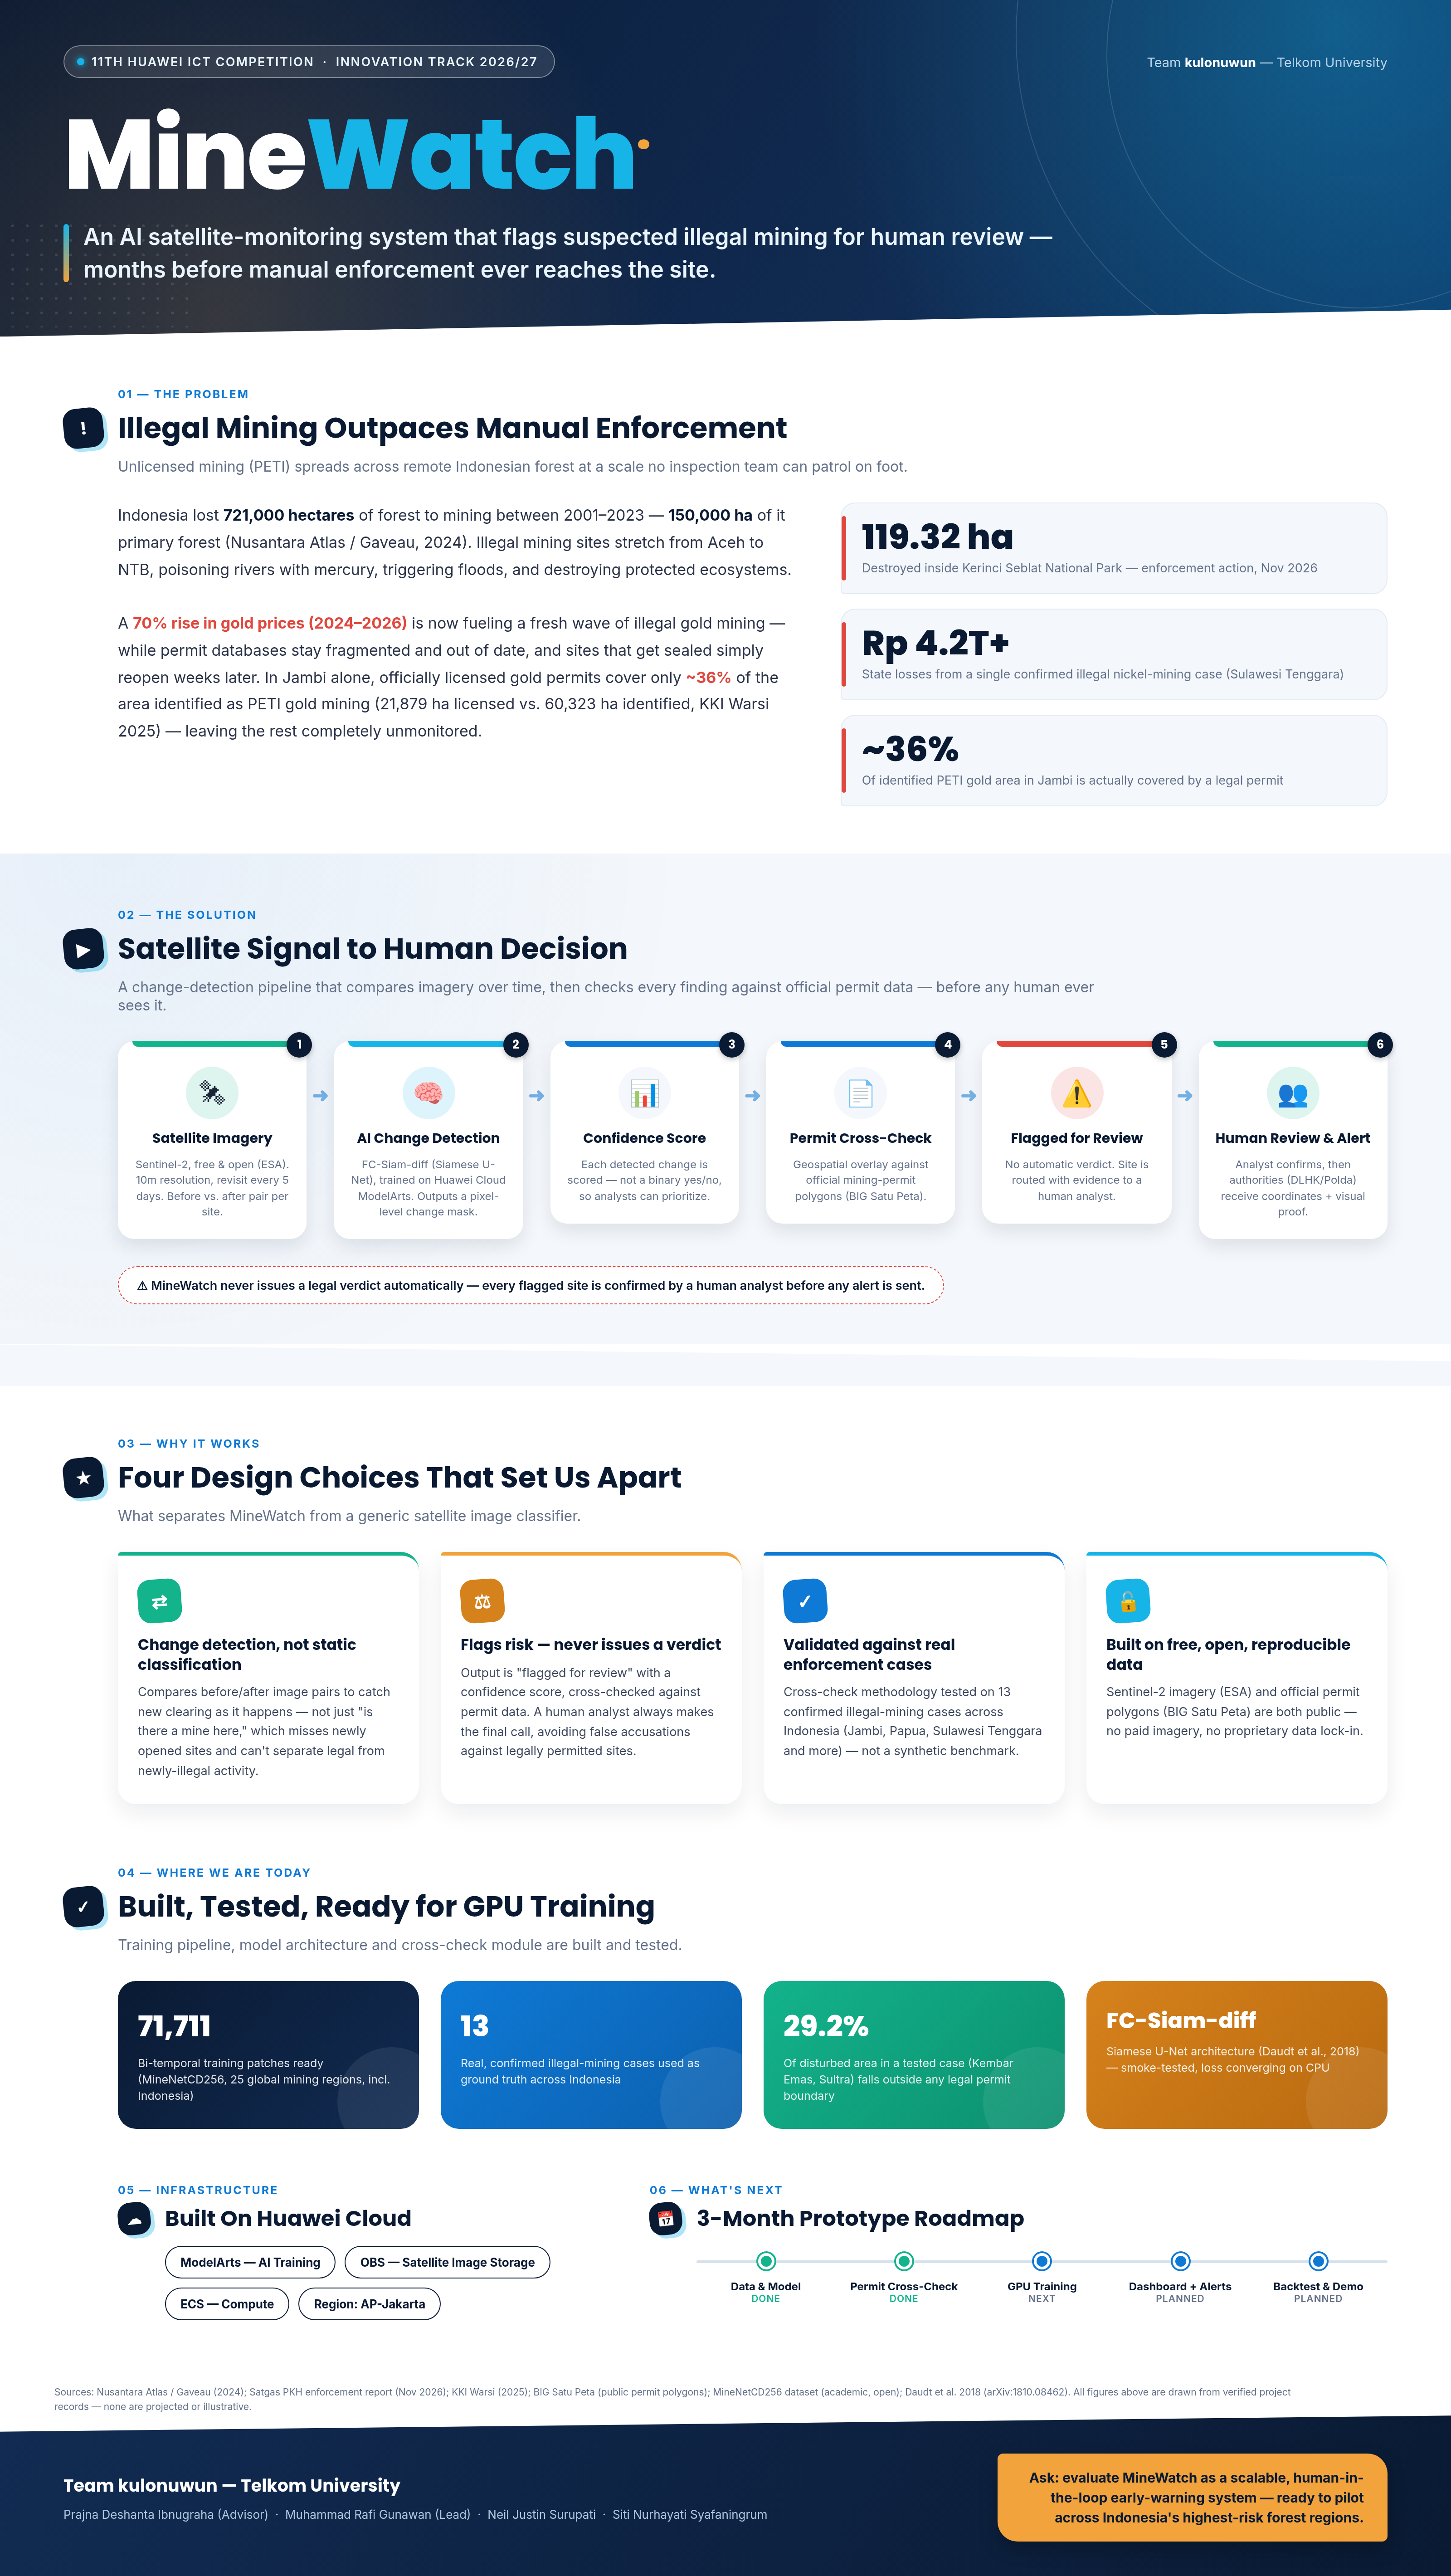 11TH HUAWEI ICT COMPETITION · INNOVATION TRACK 2026/27
Team kulonuwun — Telkom University
MineWatch
An AI satellite-monitoring system that flags suspected illegal mining for human review —
months before manual enforcement ever reaches the site.
01 — THE PROBLEM
!
Illegal Mining Outpaces Manual Enforcement
Unlicensed mining (PETI) spreads across remote Indonesian forest at a scale no inspection team can patrol on foot.
Indonesia lost 721,000 hectares of forest to mining between 2001–2023 — 150,000 ha of it
primary forest (Nusantara Atlas / Gaveau, 2024). Illegal mining sites stretch from Aceh to
NTB, poisoning rivers with mercury, triggering floods, and destroying protected ecosystems.
A 70% rise in gold prices (2024–2026) is now fueling a fresh wave of illegal gold mining —
while permit databases stay fragmented and out of date, and sites that get sealed simply
reopen weeks later. In Jambi alone, officially licensed gold permits cover only ~36% of the
area identified as PETI gold mining (21,879 ha licensed vs. 60,323 ha identified, KKI Warsi
2025) — leaving the rest completely unmonitored.
119.32 ha
Destroyed inside Kerinci Seblat National Park — enforcement action, Nov 2026
Rp 4.2T+
State losses from a single confirmed illegal nickel-mining case (Sulawesi Tenggara)
~36%
Of identified PETI gold area in Jambi is actually covered by a legal permit
02 — THE SOLUTION
Satellite Signal to Human Decision
A change-detection pipeline that compares imagery over time, then checks every finding against official permit data — before any human ever
sees it.
1
Satellite Imagery
Sentinel-2, free & open (ESA).
10m resolution, revisit every 5
days. Before vs. after pair per
site.
2
AI Change Detection
FC-Siam-diff (Siamese U-
Net), trained on Huawei Cloud
ModelArts. Outputs a pixel-
level change mask.
3
Confidence Score
Each detected change is
scored — not a binary yes/no,
so analysts can prioritize.
4
Permit Cross-Check
Geospatial overlay against
official mining-permit
polygons (BIG Satu Peta).
5
Flagged for Review
No automatic verdict. Site is
routed with evidence to a
human analyst.
6
Human Review & Alert
Analyst confirms, then
authorities (DLHK/Polda)
receive coordinates + visual
proof.
⚠ MineWatch never issues a legal verdict automatically — every flagged site is confirmed by a human analyst before any alert is sent.
03 — WHY IT WORKS
Four Design Choices That Set Us Apart
What separates MineWatch from a generic satellite image classifier.
Change detection, not static
classification
Compares before/after image pairs to catch
new clearing as it happens — not just "is
there a mine here," which misses newly
opened sites and can't separate legal from
newly-illegal activity.
Flags risk — never issues a verdict
Output is "flagged for review" with a
confidence score, cross-checked against
permit data. A human analyst always makes
the final call, avoiding false accusations
against legally permitted sites.
Validated against real
enforcement cases
Cross-check methodology tested on 13
confirmed illegal-mining cases across
Indonesia (Jambi, Papua, Sulawesi Tenggara
and more) — not a synthetic benchmark.
Built on free, open, reproducible
data
Sentinel-2 imagery (ESA) and official permit
polygons (BIG Satu Peta) are both public —
no paid imagery, no proprietary data lock-in.
04 — WHERE WE ARE TODAY
Built, Tested, Ready for GPU Training
Training pipeline, model architecture and cross-check module are built and tested.
71,711
Bi-temporal training patches ready
(MineNetCD256, 25 global mining regions, incl.
Indonesia)
13
Real, confirmed illegal-mining cases used as
ground truth across Indonesia
29.2%
Of disturbed area in a tested case (Kembar
Emas, Sultra) falls outside any legal permit
boundary
FC-Siam-diff
Siamese U-Net architecture (Daudt et al., 2018)
— smoke-tested, loss converging on CPU
05 — INFRASTRUCTURE
Built On Huawei Cloud
ModelArts — AI Training
OBS — Satellite Image Storage
ECS — Compute
Region: AP-Jakarta
06 — WHAT'S NEXT
3-Month Prototype Roadmap
Data & Model
DONE
Permit Cross-Check
DONE
GPU Training
NEXT
Dashboard + Alerts
PLANNED
Backtest & Demo
PLANNED
Sources: Nusantara Atlas / Gaveau (2024); Satgas PKH enforcement report (Nov 2026); KKI Warsi (2025); BIG Satu Peta (public permit polygons); MineNetCD256 dataset (academic, open); Daudt et al. 2018 (arXiv:1810.08462). All figures above are drawn from verified project
records — none are projected or illustrative.
Team kulonuwun — Telkom University
Prajna Deshanta Ibnugraha (Advisor) · Muhammad Rafi Gunawan (Lead) · Neil Justin Surupati · Siti Nurhayati Syafaningrum
Ask: evaluate MineWatch as a scalable, human-in-
the-loop early-warning system — ready to pilot
across Indonesia's highest-risk forest regions.